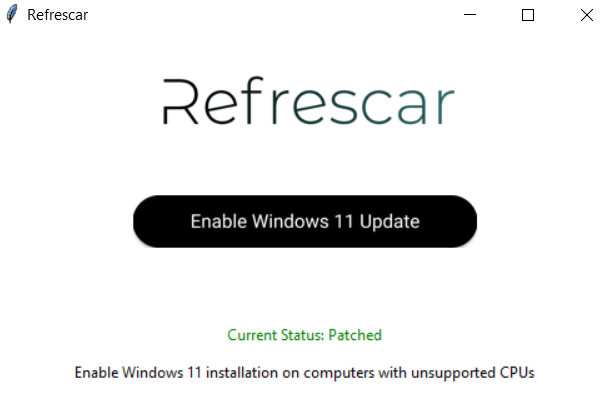 Refrescar
Refrescar
Enable Windows 11 Update
Current Status: Patched
Enable Windows 11 installation on computers with unsupported CPUs